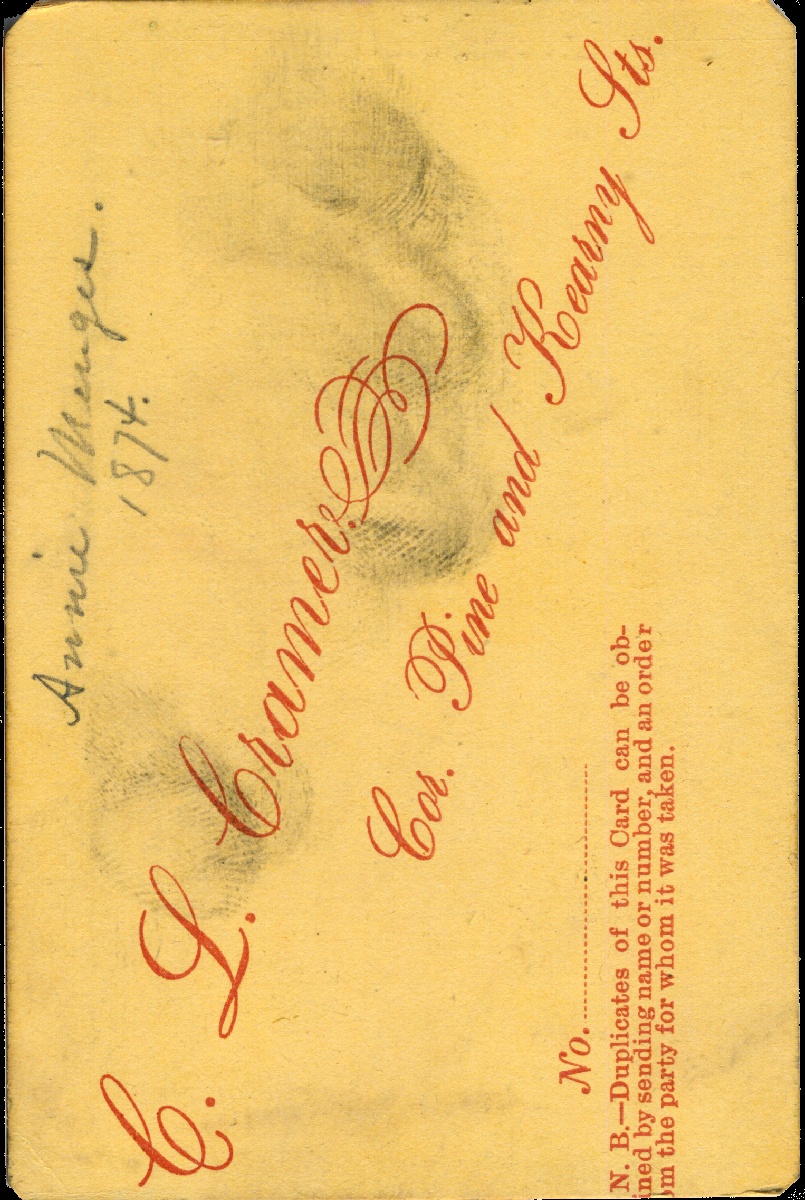 Annie Menges.
1874.
C. L. Cramer.
Cor. Pine and Kearny Sts.
No.
N. B.—Duplicates of this Card can be ob-
ined by sending name or number, and an order
om the party for whom it was taken.